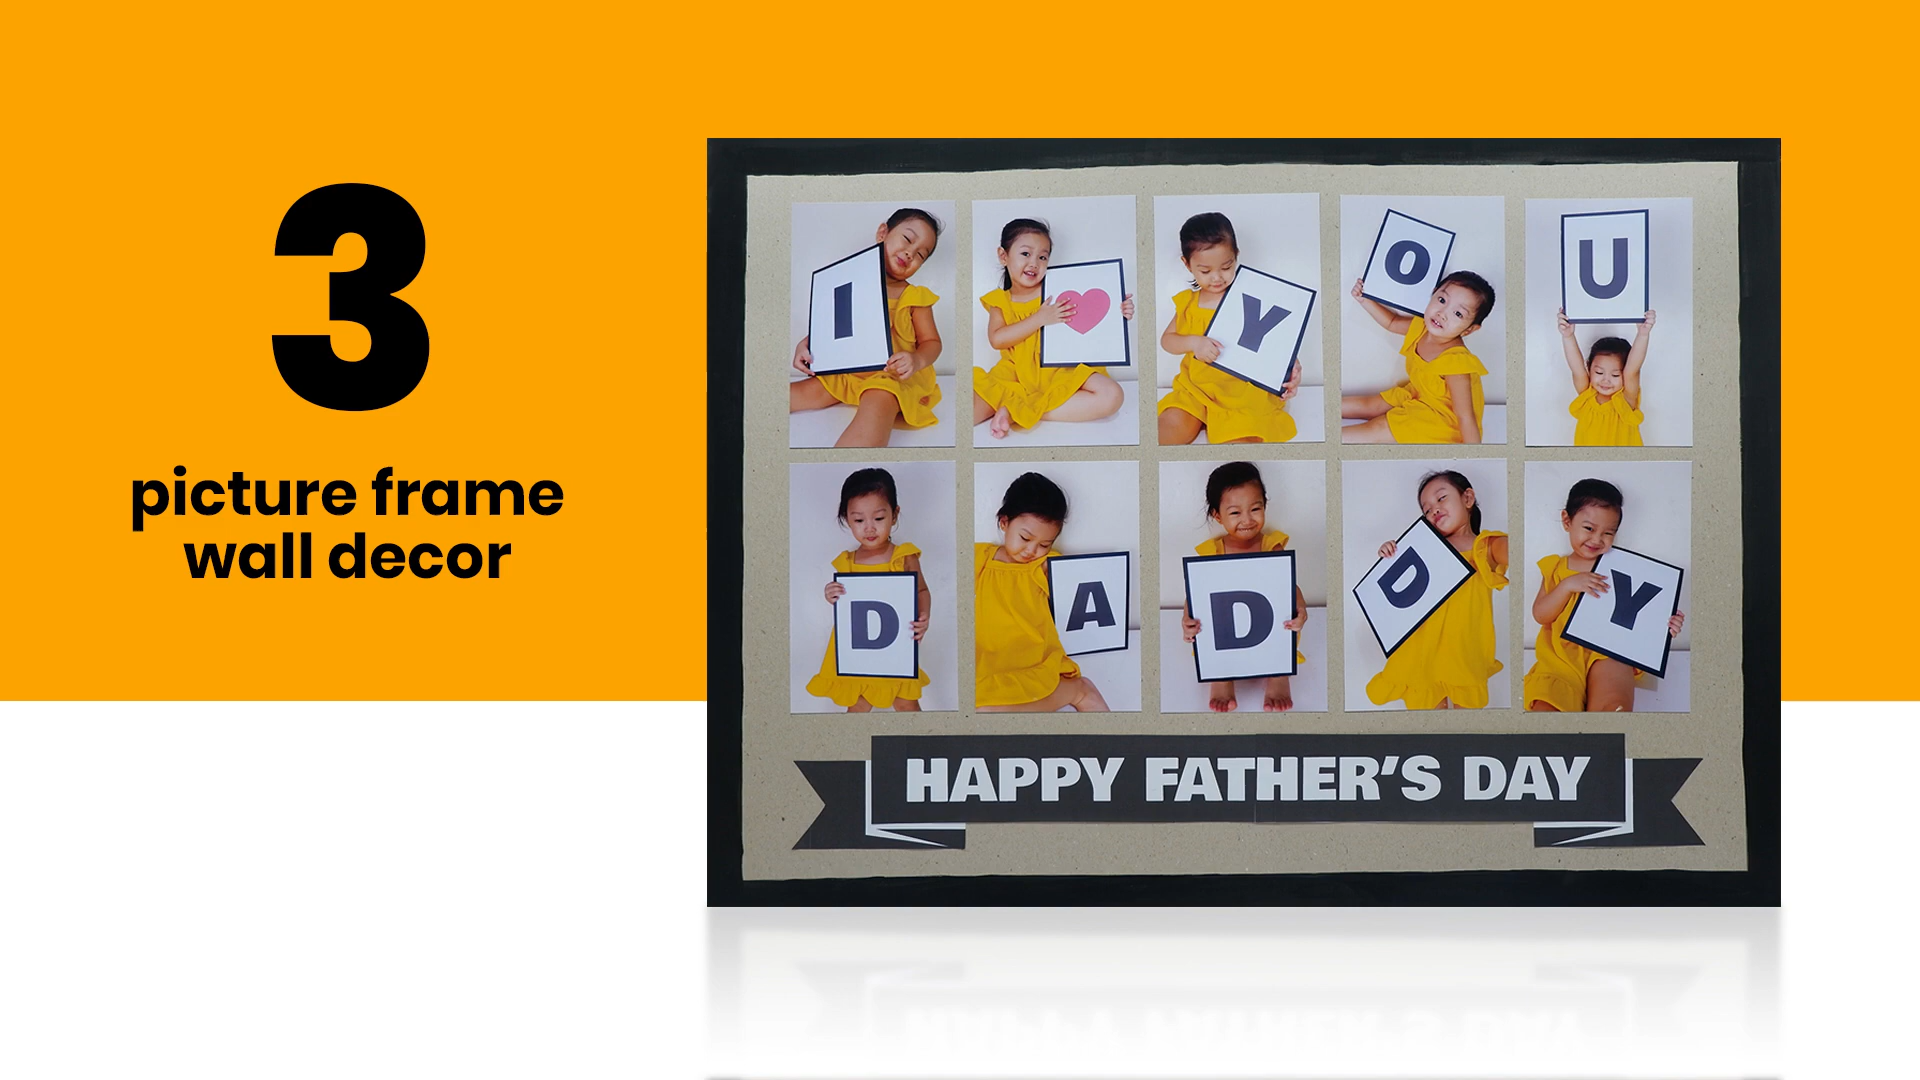 3
picture frame
wall decor
I ♥ Y O U
D A D D Y
HAPPY FATHER'S DAY